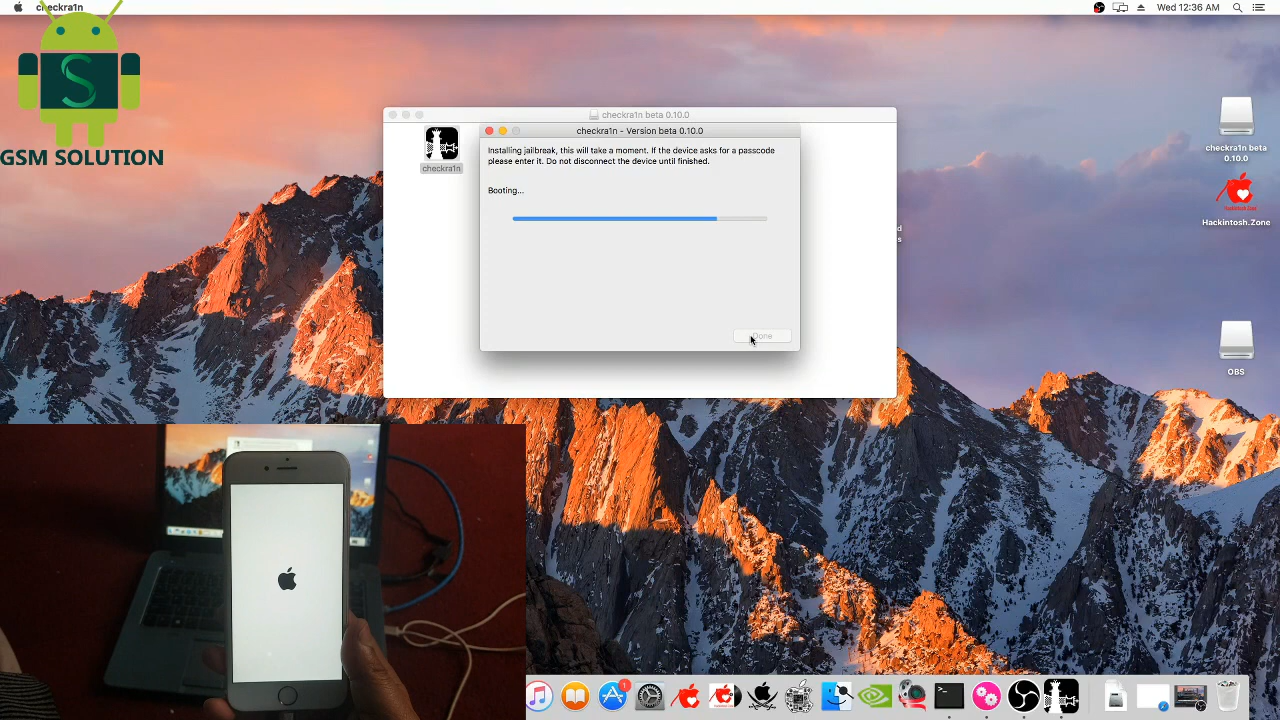 checkra1n
Wed 12:36 AM
S
GSM SOLUTION
checkra1n beta 0.10.0
checkra1n
checkra1n - Version beta 0.10.0
Installing jailbreak, this will take a moment. If the device asks for a passcode
please enter it. Do not disconnect the device until finished.
Booting...
Done
checkra1n beta
0.10.0
Hackintosh.Zone
OBS
d
s
1